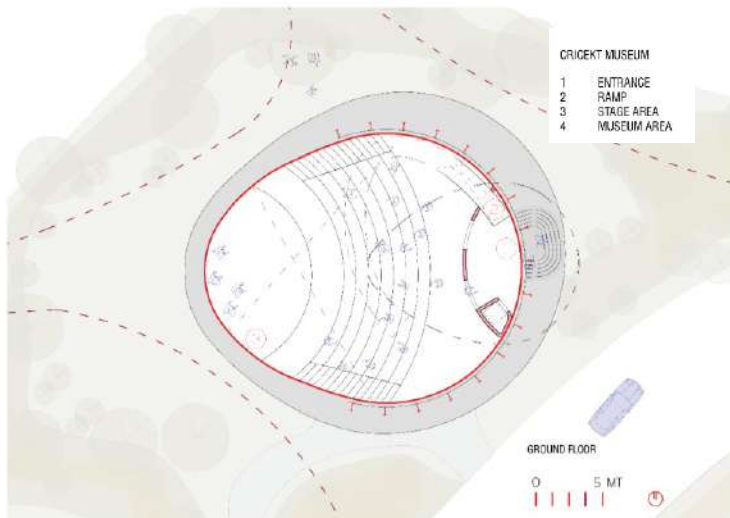 CRICEKT MUSEUM
1 ENTRANCE
2 RAMP
3 STAGE AREA
4 MUSEUM AREA
GROUND FLOOR
0 5 MT